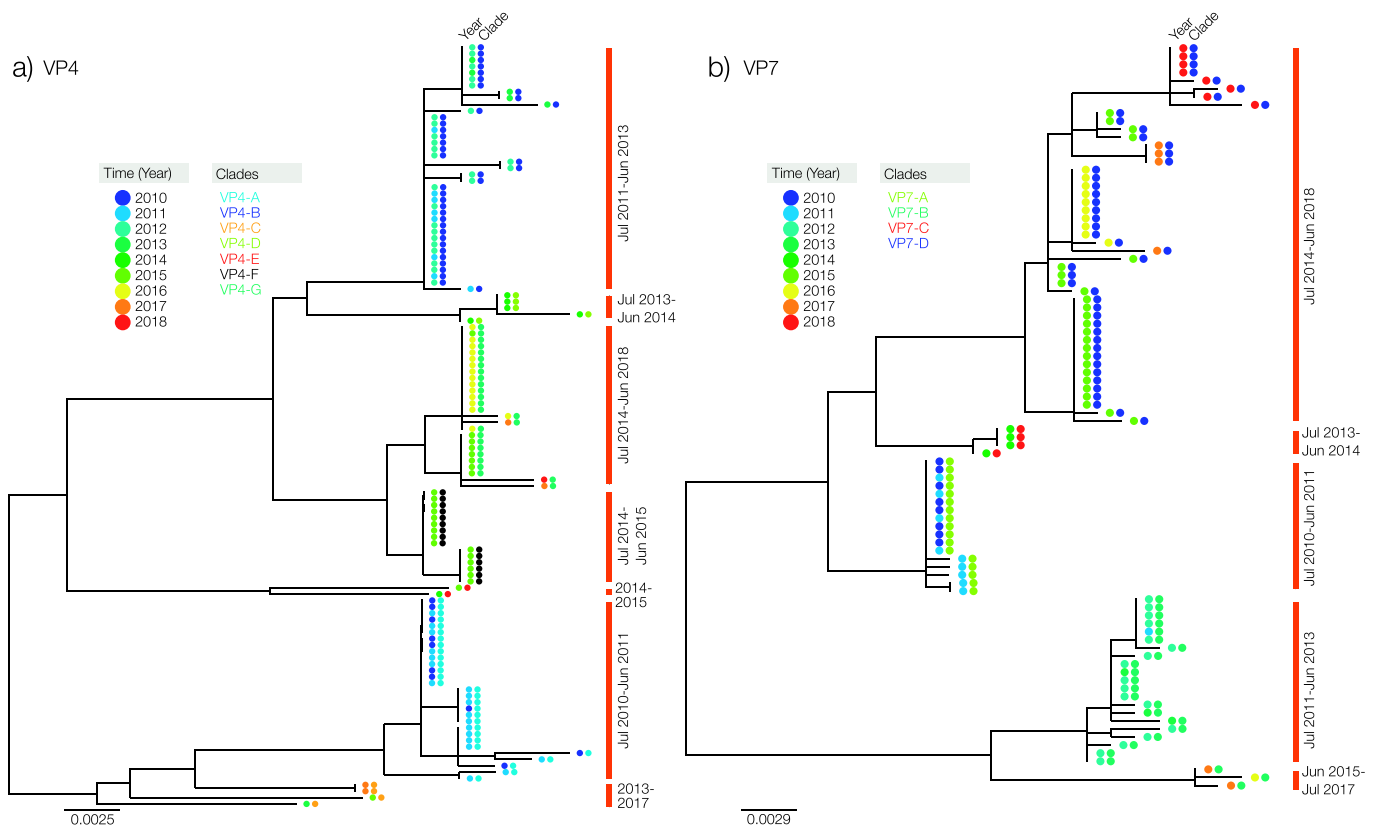 a) VP4
Year
Clade
Time (Year)
2010
2011
2012
2013
2014
2015
2016
2017
2018
Clades
VP4-A
VP4-B
VP4-C
VP4-D
VP4-E
VP4-F
VP4-G
Jul 2011-Jun 2013
Jul 2013-
Jun 2014
Jul 2014-Jun 2018
Jul 2014-
Jun 2015
2014-
2015
Jul 2010-Jun 2011
2013-
2017
0.0025
b) VP7
Year
Clade
Time (Year)
2010
2011
2012
2013
2014
2015
2016
2017
2018
Clades
VP7-A
VP7-B
VP7-C
VP7-D
Jul 2014-Jun 2018
Jul 2013-
Jun 2014
Jul 2010-Jun 2011
Jul 2011-Jun 2013
Jun 2015-
Jul 2017
0.0029